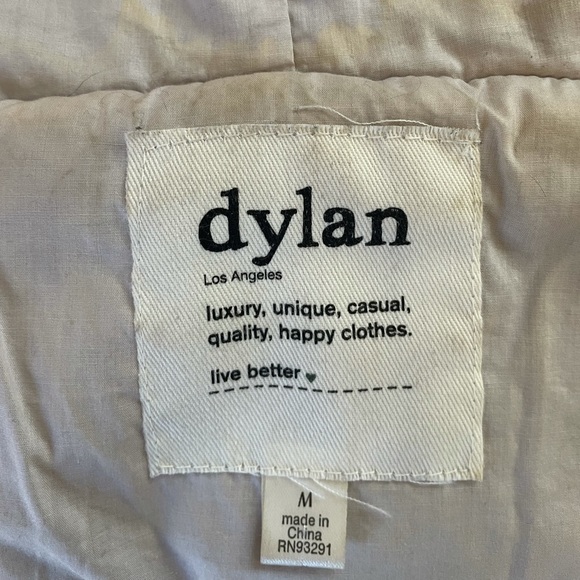 dylan
Los Angeles
luxury, unique, casual,
quality, happy clothes.
live better ♥
M
made in
China
RN93291